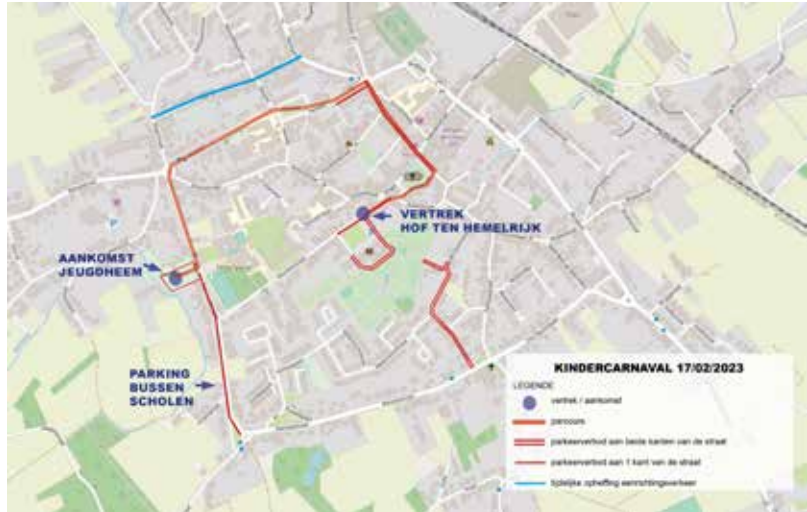 VERTREK
HOF TEN HEMELRIJK
AANKOMST
JEUGDHEEM
PARKING
BUSSEN
SCHOLEN
P
KINDERCARNAVAL 17/02/2023
LEGENDE
vertrek / aankomst
parcours
parkeerverbod aan beide kanten van de straat
parkeerverbod aan 1 kant van de straat
tijdelijke opheffing eenrichtingsverkeer